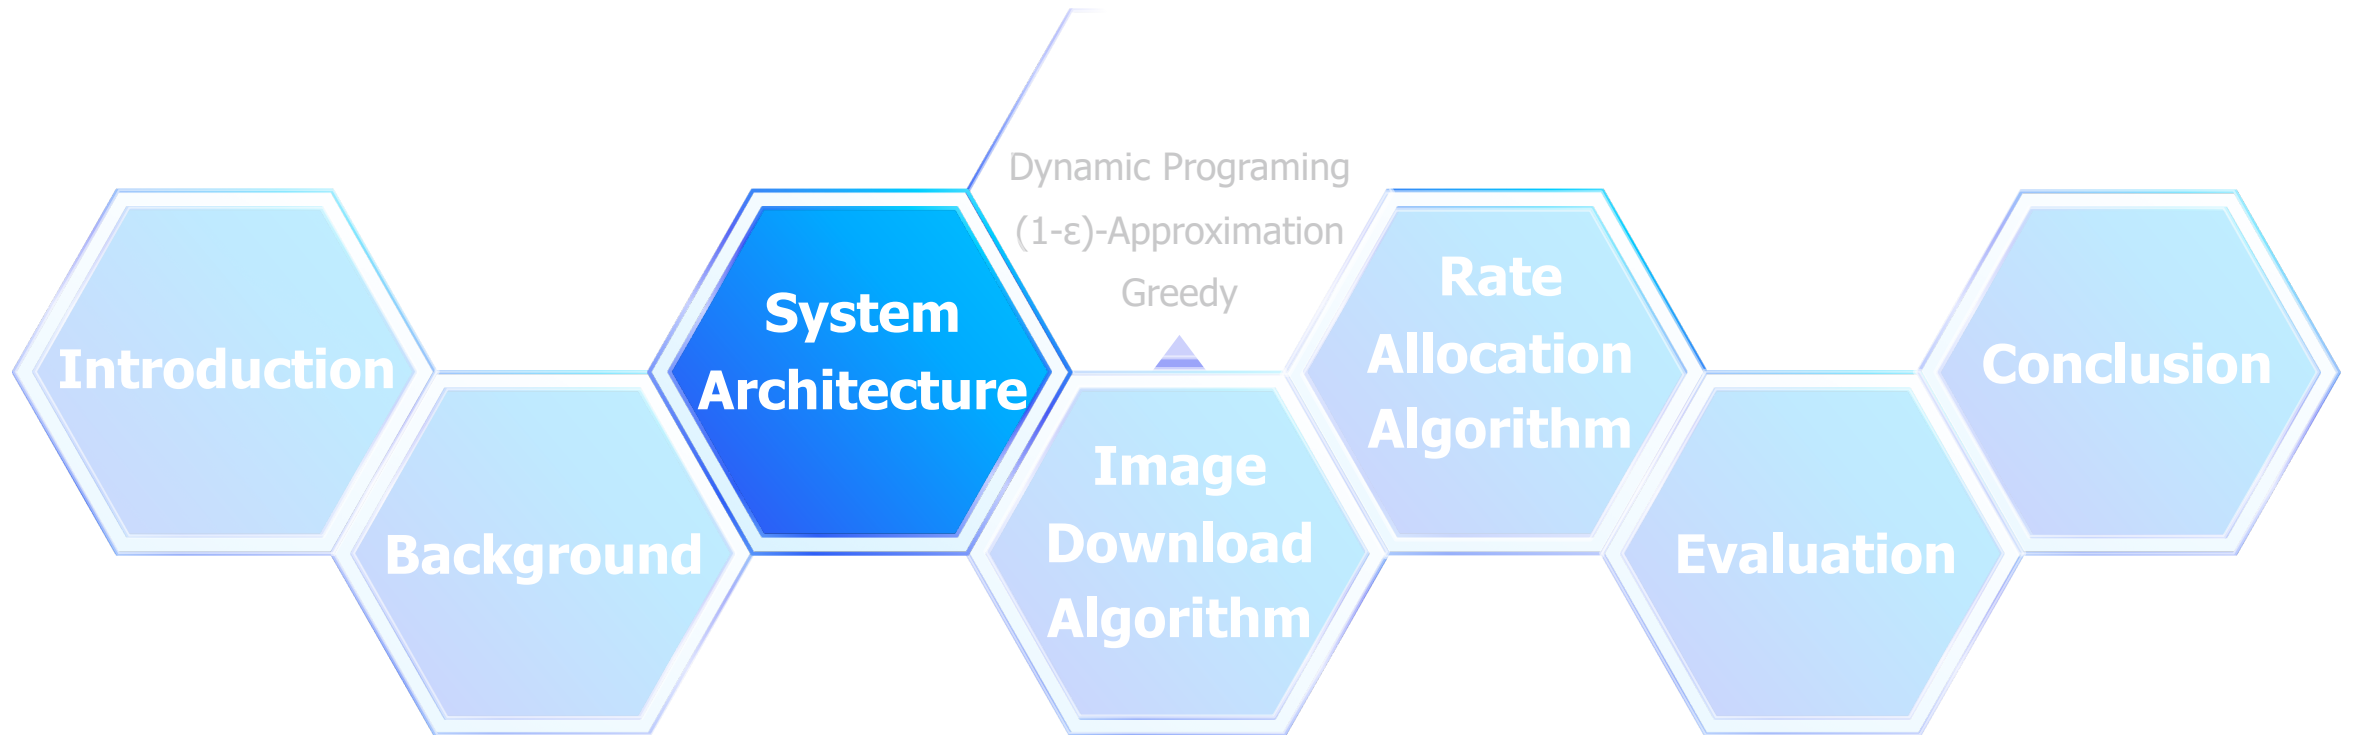 Introduction
Background
System
Architecture
Dynamic Programing
(1-ε)-Approximation
Greedy
Image
Download
Algorithm
Rate
Allocation
Algorithm
Evaluation
Conclusion